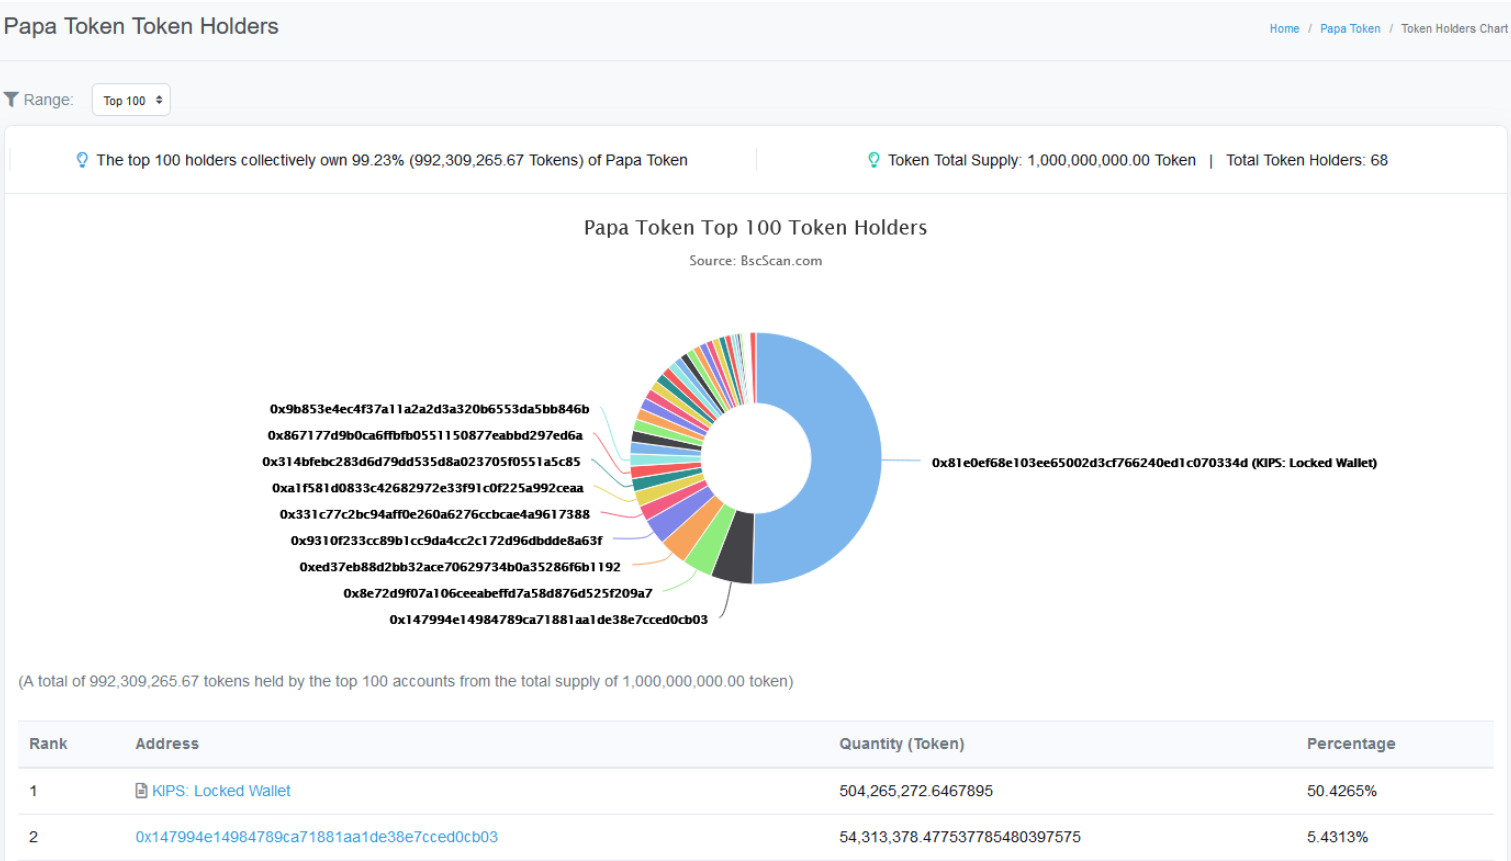 Papa Token Token Holders
Home / Papa Token / Token Holders Chart
Range: Top 100
The top 100 holders collectively own 99.23% (992,309,265.67 Tokens) of Papa Token
Token Total Supply: 1,000,000,000.00 Token | Total Token Holders: 68
Papa Token Top 100 Token Holders
Source: BscScan.com
0x9b853e4ec4f37a11a2a2d3a320b6553da5bb846b
0x867177d9b0ca6ffbfb0551150877eabbd297ed6a
0x314bfebc283d6d79dd535d8a023705f0551a5c85
0x81e0ef68e103ee65002d3cf766240ed1c070334d (KIPS: Locked Wallet)
0xa1f581d0833c42682972e33f91c0f225a992ceaa
0x331c77c2bc94aff0e260a6276ccbcae4a9617388
0x9310f233cc89b1cc9da4cc2c172d96dbdde8a63f
0xed37eb88d2bb32ace70629734b0a35286f6b1192
0x8e72d9f07a106ceeabeffd7a58d876d525f209a7
0x147994e14984789ca71881aa1de38e7cced0cb03
(A total of 992,309,265.67 tokens held by the top 100 accounts from the total supply of 1,000,000,000.00 token)
Rank Address Quantity (Token) Percentage
1 KIPS: Locked Wallet 504,265,272.6467895 50.4265%
2 0x147994e14984789ca71881aa1de38e7cced0cb03 54,313,378.477537785480397575 5.4313%